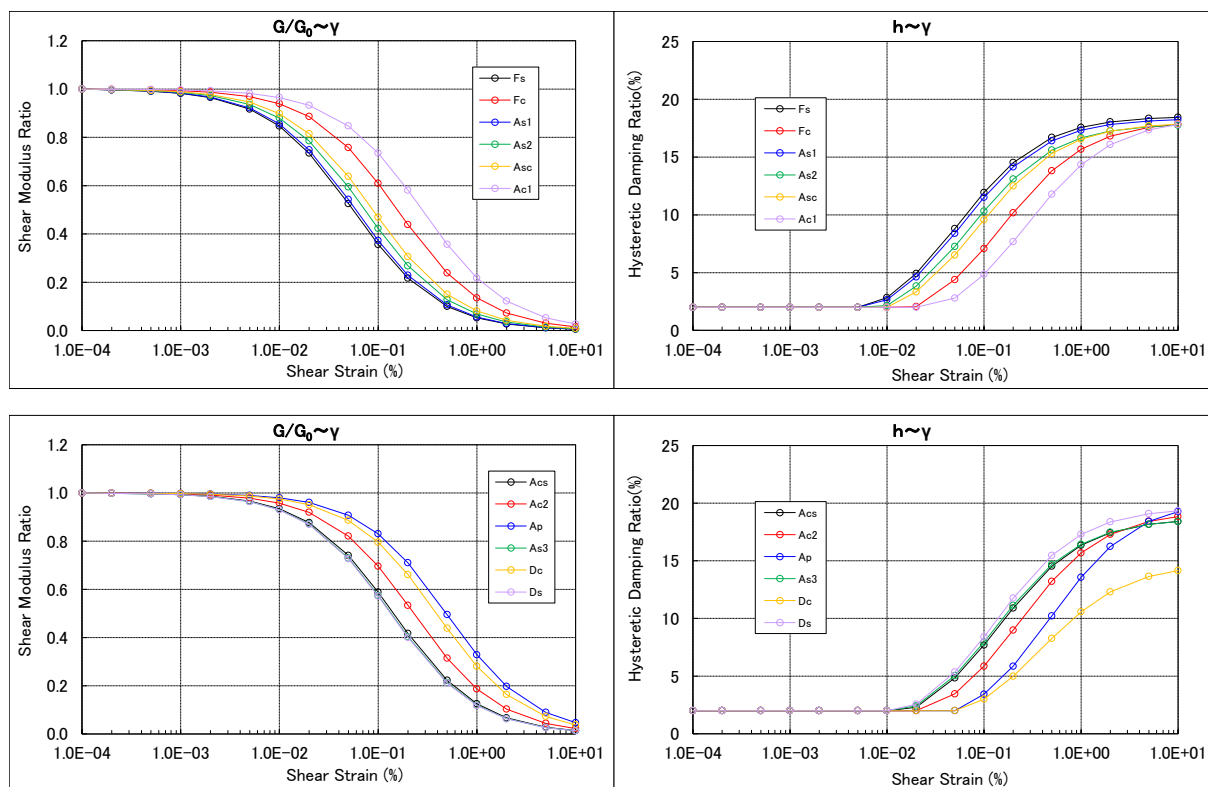 G/G₀~γ
1.2
1.0
0.8
0.6
0.4
0.2
0.0
Shear Modulus Ratio
Fs
Fc
As1
As2
Asc
Ac1
1.0E-04 1.0E-03 1.0E-02 1.0E-01 1.0E+00 1.0E+01
Shear Strain (%)
h~γ
25
20
15
10
5
0
Hysteretic Damping Ratio(%)
Fs
Fc
As1
As2
Asc
Ac1
1.0E-04 1.0E-03 1.0E-02 1.0E-01 1.0E+00 1.0E+01
Shear Strain (%)
G/G₀~γ
1.2
1.0
0.8
0.6
0.4
0.2
0.0
Shear Modulus Ratio
Acs
Ac2
Ap
As3
Dc
Ds
1.0E-04 1.0E-03 1.0E-02 1.0E-01 1.0E+00 1.0E+01
Shear Strain (%)
h~γ
25
20
15
10
5
0
Hysteretic Damping Ratio(%)
Acs
Ac2
Ap
As3
Dc
Ds
1.0E-04 1.0E-03 1.0E-02 1.0E-01 1.0E+00 1.0E+01
Shear Strain (%)